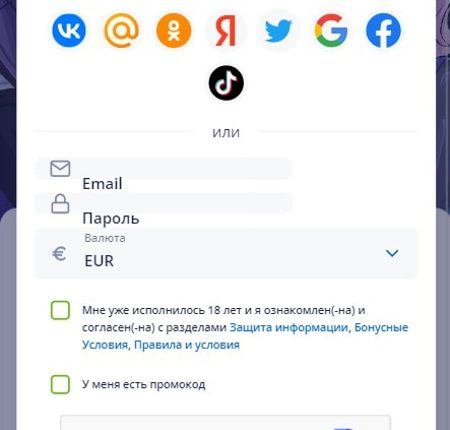 или
Email
Пароль
Валюта
€ EUR
Мне уже исполнилось 18 лет и я ознакомлен(-на) и
согласен(-на) с разделами Защита информации, Бонусные
Условия, Правила и условия
У меня есть промокод